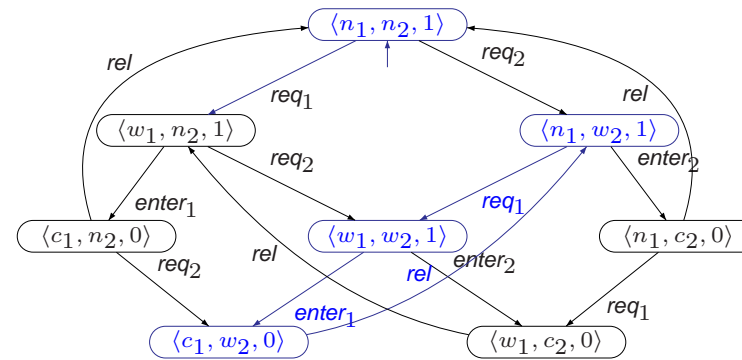 ⟨n₁, n₂, 1⟩
rel
req₂
rel
req₁
⟨w₁, n₂, 1⟩
⟨n₁, w₂, 1⟩
req₂
enter₂
enter₁
req₁
⟨c₁, n₂, 0⟩
⟨w₁, w₂, 1⟩
⟨n₁, c₂, 0⟩
req₂
rel
rel
enter₂
enter₁
req₁
⟨c₁, w₂, 0⟩
⟨w₁, c₂, 0⟩